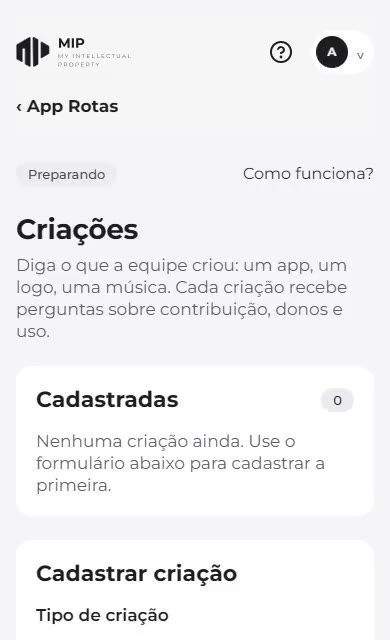 MIP
MY INTELLECTUAL
PROPERTY
A
v
‹ App Rotas
Preparando
Como funciona?
Criações
Diga o que a equipe criou: um app, um
logo, uma música. Cada criação recebe
perguntas sobre contribuição, donos e
uso.
Cadastradas
0
Nenhuma criação ainda. Use o
formulário abaixo para cadastrar a
primeira.
Cadastrar criação
Tipo de criação